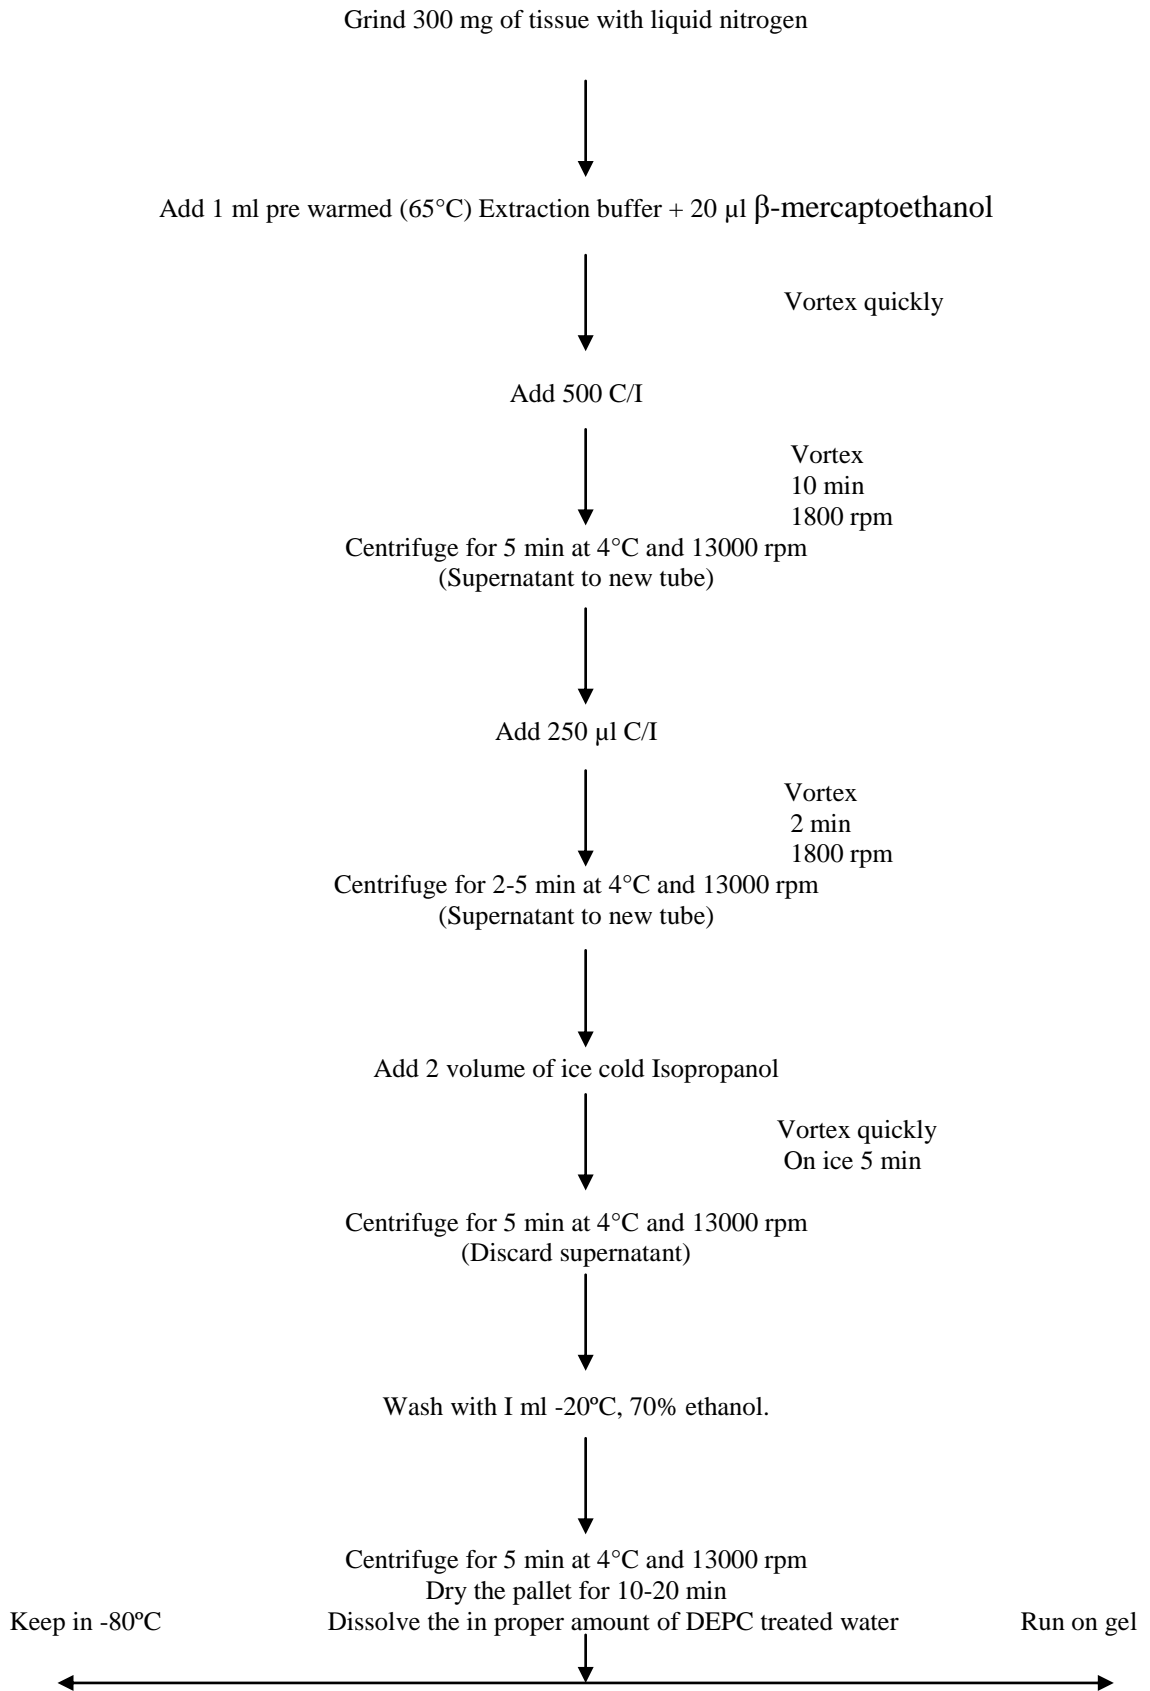 Grind 300 mg of tissue with liquid nitrogen
Add 1 ml pre warmed (65°C) Extraction buffer + 20 µl β-mercaptoethanol
Vortex quickly
Add 500 C/I
Vortex
10 min
1800 rpm
Centrifuge for 5 min at 4°C and 13000 rpm
(Supernatant to new tube)
Add 250 µl C/I
Vortex
2 min
1800 rpm
Centrifuge for 2-5 min at 4°C and 13000 rpm
(Supernatant to new tube)
Add 2 volume of ice cold Isopropanol
Vortex quickly
On ice 5 min
Centrifuge for 5 min at 4°C and 13000 rpm
(Discard supernatant)
Wash with I ml -20ºC, 70% ethanol.
Centrifuge for 5 min at 4°C and 13000 rpm
Dry the pallet for 10-20 min
Keep in -80ºC Dissolve the in proper amount of DEPC treated water Run on gel